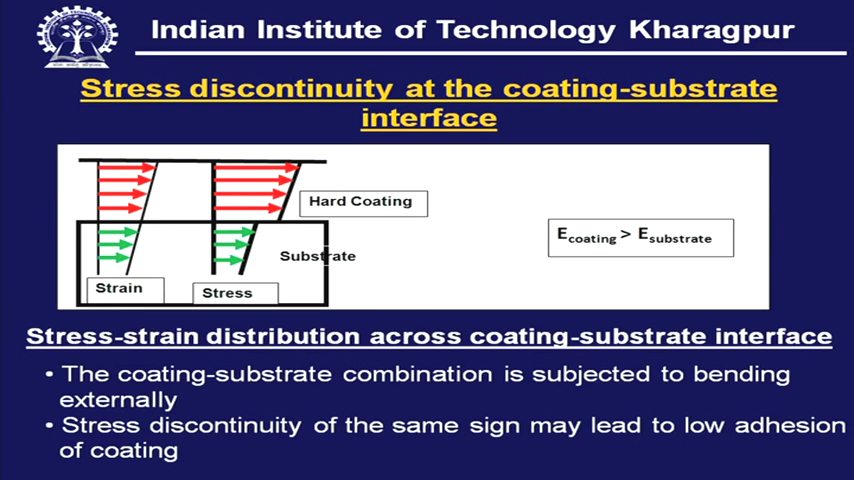 Indian Institute of Technology Kharagpur
Stress discontinuity at the coating-substrate
interface
Hard Coating
E coating > E substrate
Substrate
Strain
Stress
Stress-strain distribution across coating-substrate interface
• The coating-substrate combination is subjected to bending
externally
• Stress discontinuity of the same sign may lead to low adhesion
of coating